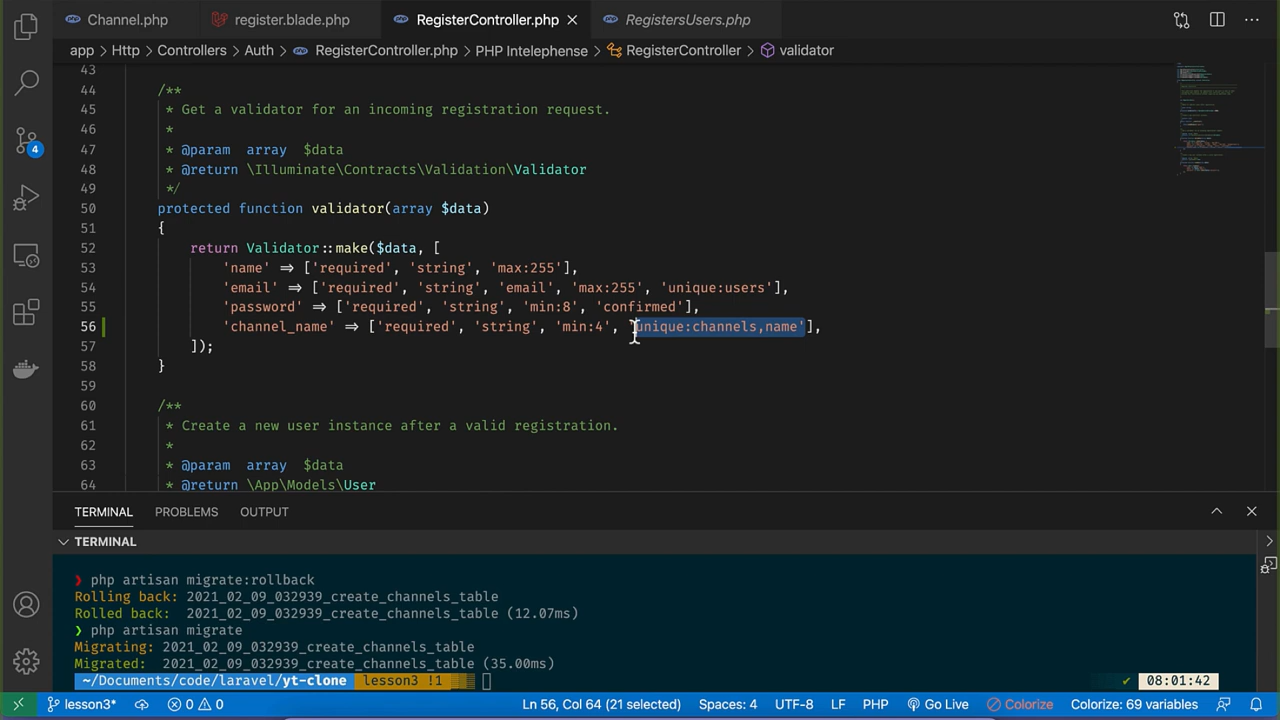 Channel.php register.blade.php RegisterController.php RegistersUsers.php
app > Http > Controllers > Auth > RegisterController.php > PHP Intelephense > RegisterController > validator
43
44 /**
45 * Get a validator for an incoming registration request.
46 *
47 * @param array $data
48 * @return \Illuminate\Contracts\Validation\Validator
49 */
50 protected function validator(array $data)
51 {
52 return Validator::make($data, [
53 'name' => ['required', 'string', 'max:255'],
54 'email' => ['required', 'string', 'email', 'max:255', 'unique:users'],
55 'password' => ['required', 'string', 'min:8', 'confirmed'],
56 'channel_name' => ['required', 'string', 'min:4', 'unique:channels,name'],
57 ]);
58 }
59
60 /**
61 * Create a new user instance after a valid registration.
62 *
63 * @param array $data
64 * @return \App\Models\User
4
TERMINAL PROBLEMS OUTPUT
TERMINAL
❯ php artisan migrate:rollback
Rolling back: 2021_02_09_032939_create_channels_table
Rolled back: 2021_02_09_032939_create_channels_table (12.07ms)
❯ php artisan migrate
Migrating: 2021_02_09_032939_create_channels_table
Migrated: 2021_02_09_032939_create_channels_table (35.00ms)
~/Documents/code/laravel/yt-clone lesson3 !1 ✓ 08:01:42
lesson3* 0 0 Ln 56, Col 64 (21 selected) Spaces: 4 UTF-8 LF PHP Go Live Colorize Colorize: 69 variables